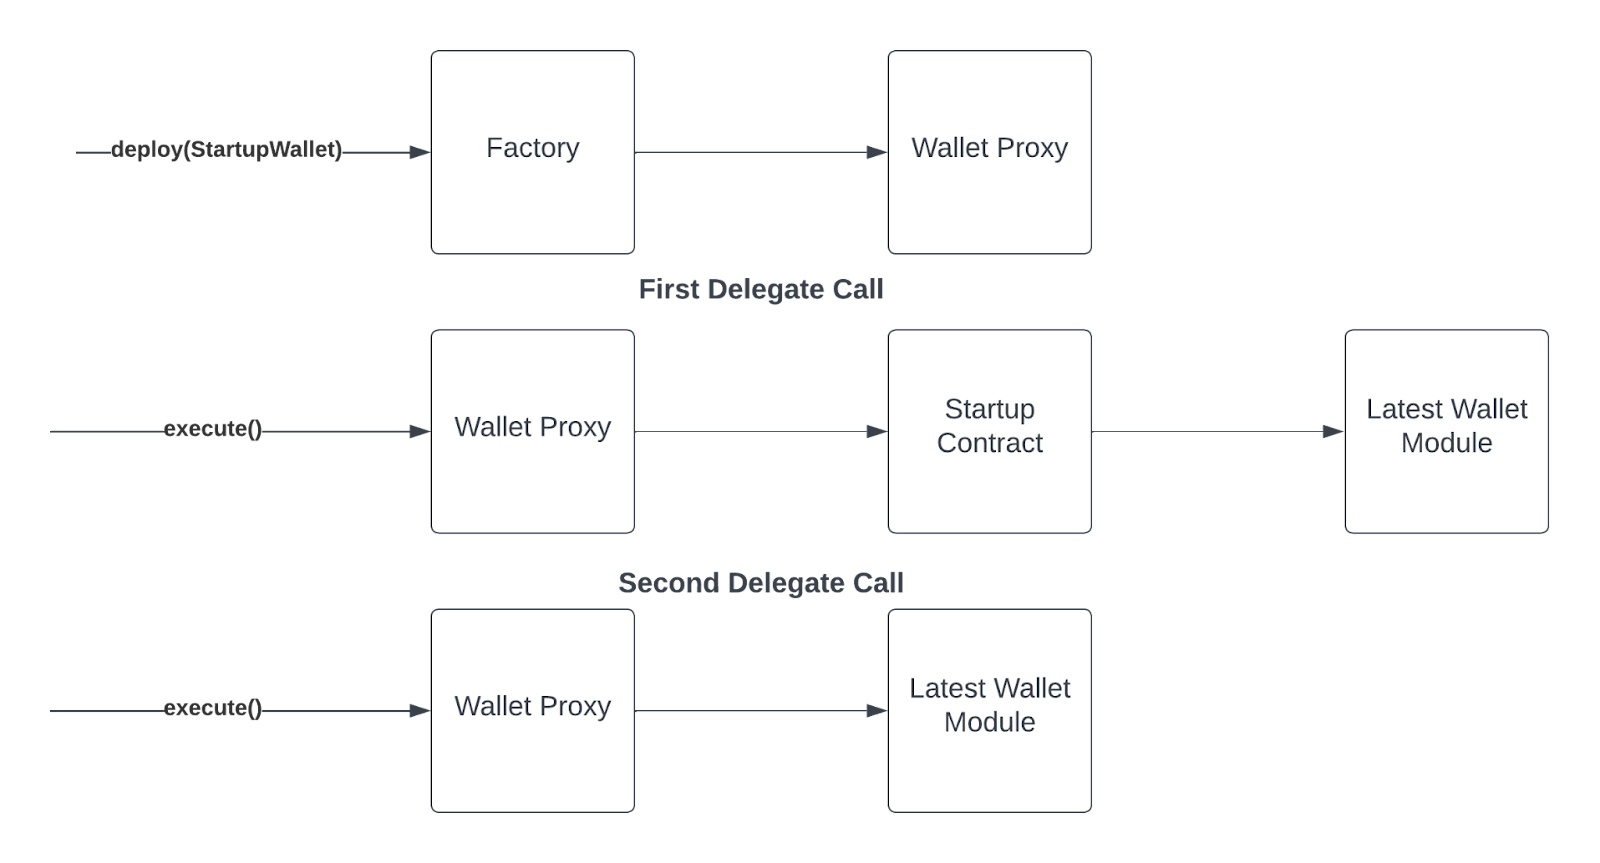 deploy(StartupWallet)
Factory
Wallet Proxy
First Delegate Call
execute()
Wallet Proxy
Startup
Contract
Latest Wallet
Module
Second Delegate Call
execute()
Wallet Proxy
Latest Wallet
Module